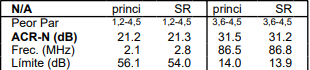 N/A princi SR princi SR
Peor Par 1,2-4,5 1,2-4,5 3,6-4,5 3,6-4,5
ACR-N (dB) 21.2 21.3 31.5 31.2
Frec. (MHz) 2.1 2.8 86.5 86.8
Límite (dB) 56.1 54.0 14.0 13.9